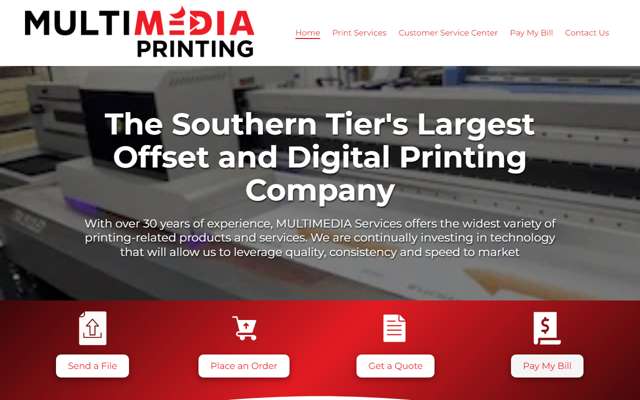 MULTIMEDIA
PRINTING
Home Print Services Customer Service Center Pay My Bill Contact Us
The Southern Tier's Largest
Offset and Digital Printing
Company
With over 30 years of experience, MULTIMEDIA Services offers the widest variety of
printing-related products and services. We are continually investing in technology
that will allow us to leverage quality, consistency and speed to market
Send a File Place an Order Get a Quote Pay My Bill